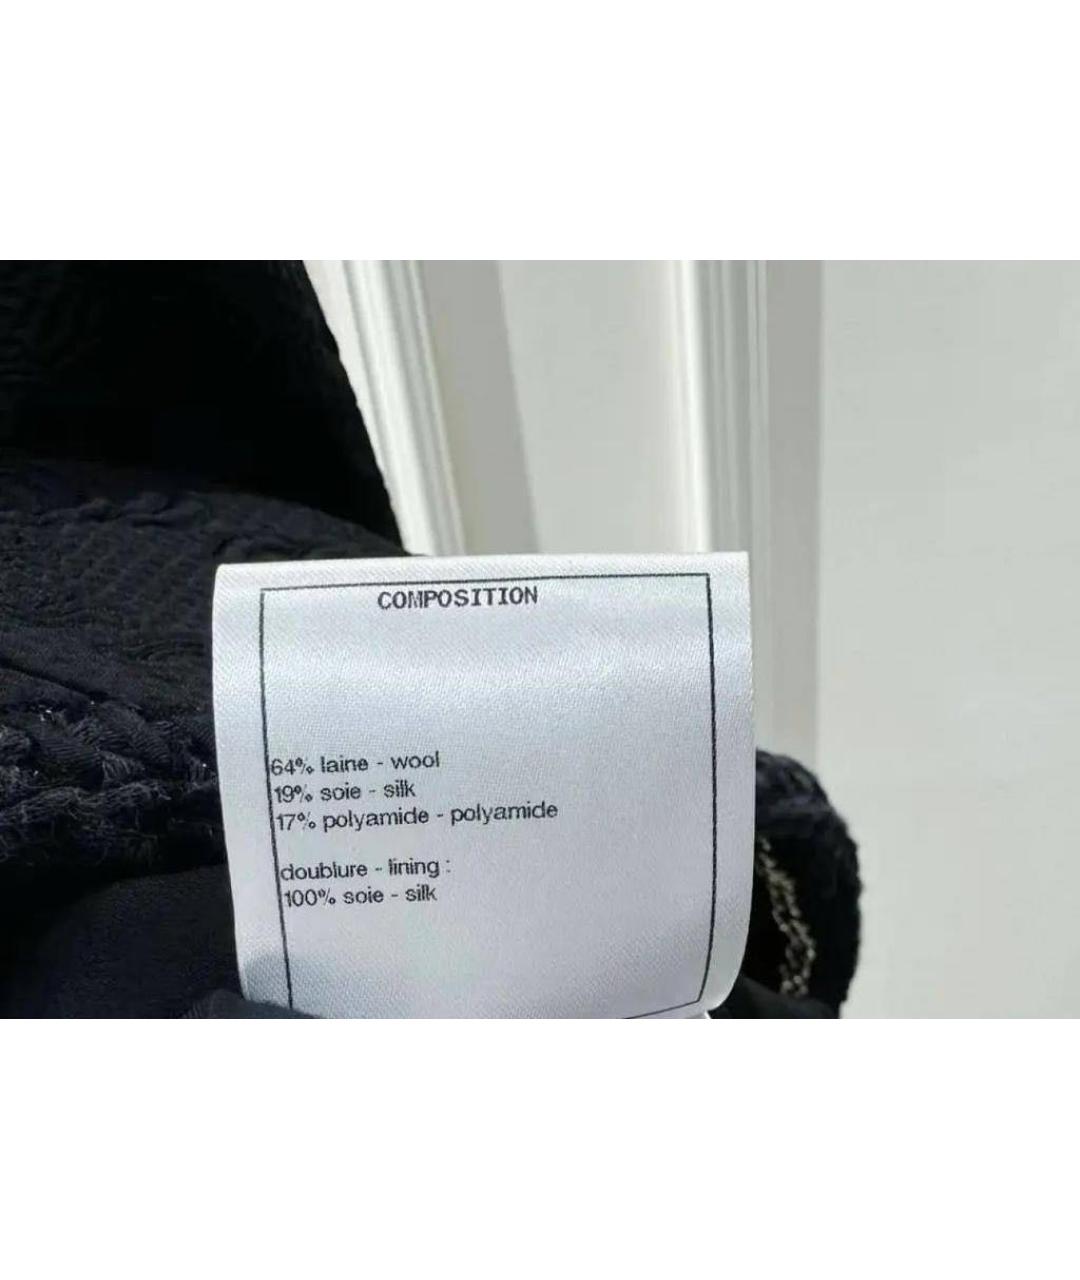 COMPOSITION
64% laine - wool
19% soie - silk
17% polyamide - polyamide
doublure - lining :
100% soie - silk